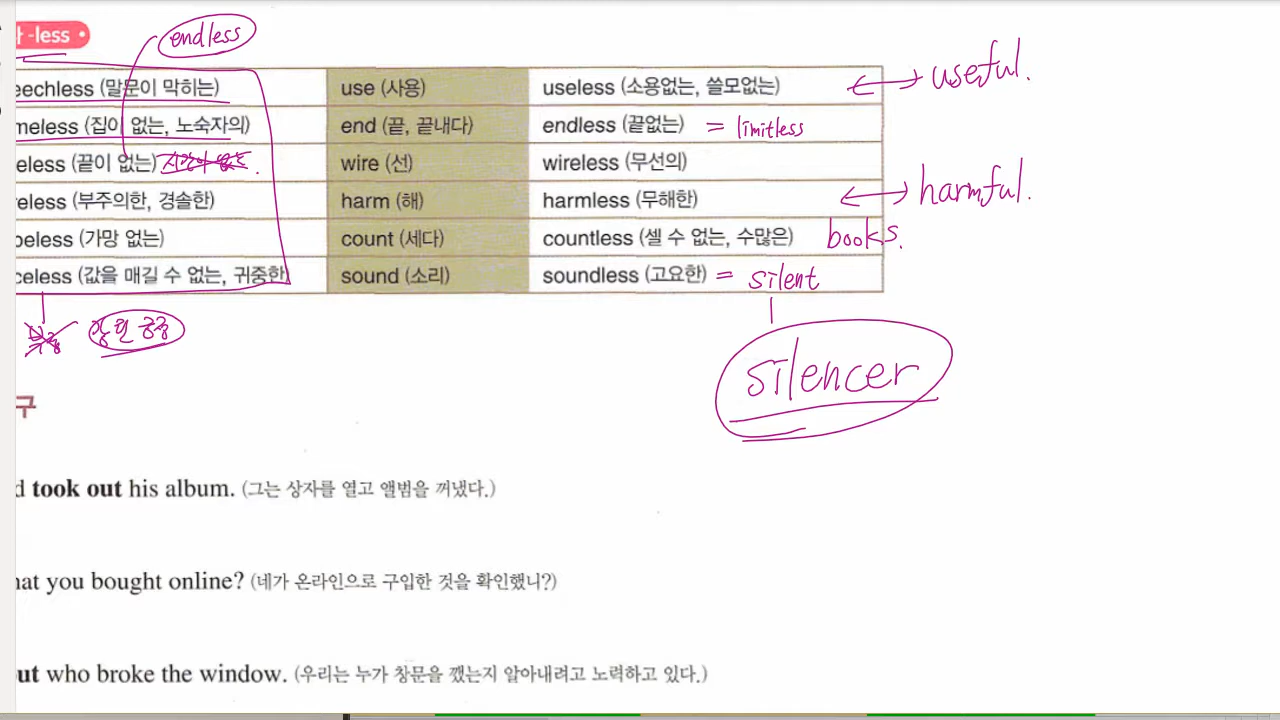 -less
endless
eechless (말문이 막히는) use (사용) useless (소용없는, 쓸모없는) useful.
meless (집이 없는, 노숙자의) end (끝, 끝내다) endless (끝없는) = limitless
eless (끝이 없는) wire (선) wireless (무선의)
eless (부주의한, 경솔한) harm (해) harmless (무해한) harmful.
eless (가망 없는) count (세다) countless (셀 수 없는, 수많은) books.
eless (값을 매길 수 없는, 귀중한) sound (소리) soundless (고요한) = silent
silencer
구
d took out his album. (그는 상자를 열고 앨범을 꺼냈다.)
hat you bought online? (네가 온라인으로 구입한 것을 확인했니?)
ut who broke the window. (우리는 누가 창문을 깼는지 알아내려고 노력하고 있다.)